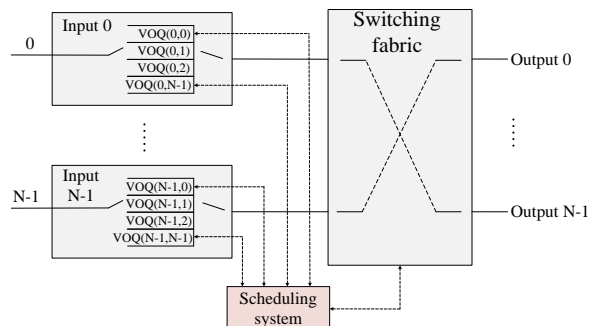 Input 0
Switching
fabric
0
VOQ(0,0)
VOQ(0,1)
VOQ(0,2)
VOQ(0,N-1)
Output 0
Input
N-1
N-1
VOQ(N-1,0)
VOQ(N-1,1)
VOQ(N-1,2)
VOQ(N-1,N-1)
Output N-1
Scheduling
system